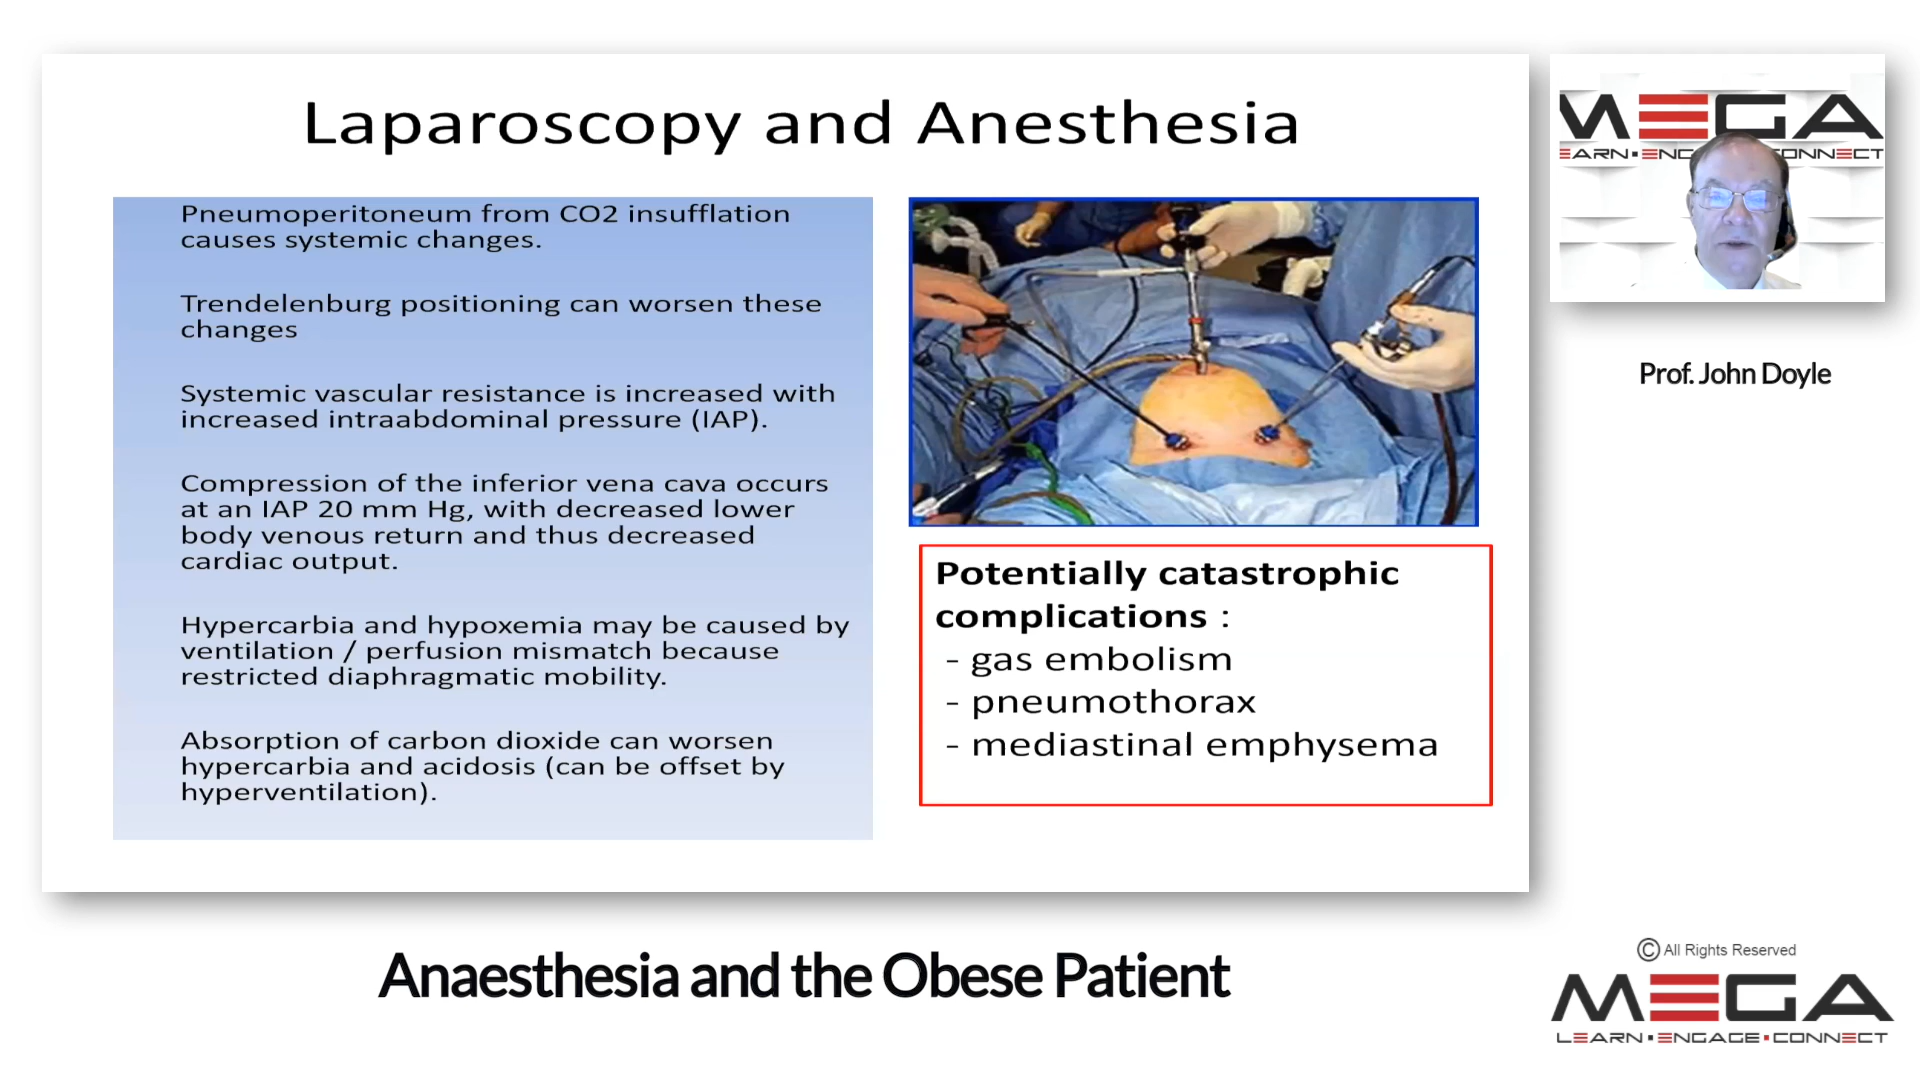 Laparoscopy and Anesthesia
Pneumoperitoneum from CO2 insufflation
causes systemic changes.
Trendelenburg positioning can worsen these
changes
Systemic vascular resistance is increased with
increased intraabdominal pressure (IAP).
Compression of the inferior vena cava occurs
at an IAP 20 mm Hg, with decreased lower
body venous return and thus decreased
cardiac output.
Hypercarbia and hypoxemia may be caused by
ventilation / perfusion mismatch because
restricted diaphragmatic mobility.
Absorption of carbon dioxide can worsen
hypercarbia and acidosis (can be offset by
hyperventilation).
Potentially catastrophic
complications :
- gas embolism
- pneumothorax
- mediastinal emphysema
MEGA
Prof. John Doyle
Anaesthesia and the Obese Patient
© All Rights Reserved
MEGA
LEARN▪ENGAGE▪CONNECT